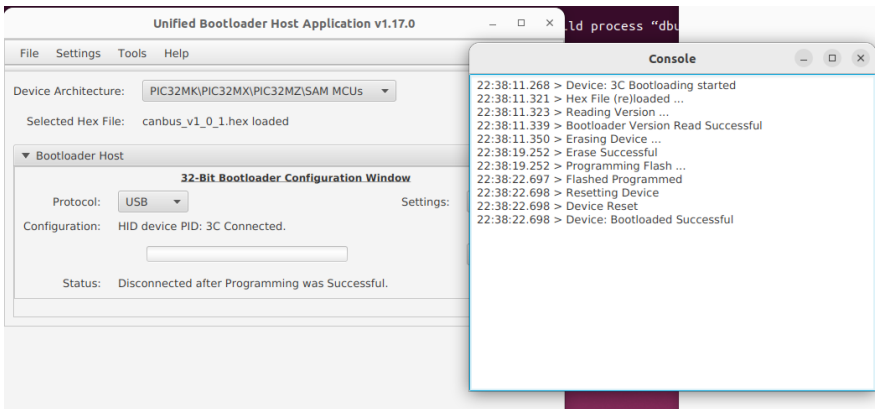 Unified Bootloader Host Application v1.17.0
ld process “dbu
File Settings Tools Help
Device Architecture: PIC32MK\PIC32MX\PIC32MZ\SAM MCUs
Selected Hex File: canbus_v1_0_1.hex loaded
Bootloader Host
32-Bit Bootloader Configuration Window
Protocol: USB Settings:
Configuration: HID device PID: 3C Connected.
Status: Disconnected after Programming was Successful.
Console
22:38:11.268 > Device: 3C Bootloading started
22:38:11.321 > Hex File (re)loaded ...
22:38:11.323 > Reading Version ...
22:38:11.339 > Bootloader Version Read Successful
22:38:11.350 > Erasing Device ...
22:38:19.252 > Erase Successful
22:38:19.252 > Programming Flash ...
22:38:22.697 > Flashed Programmed
22:38:22.698 > Resetting Device
22:38:22.698 > Device Reset
22:38:22.698 > Device: Bootloaded Successful